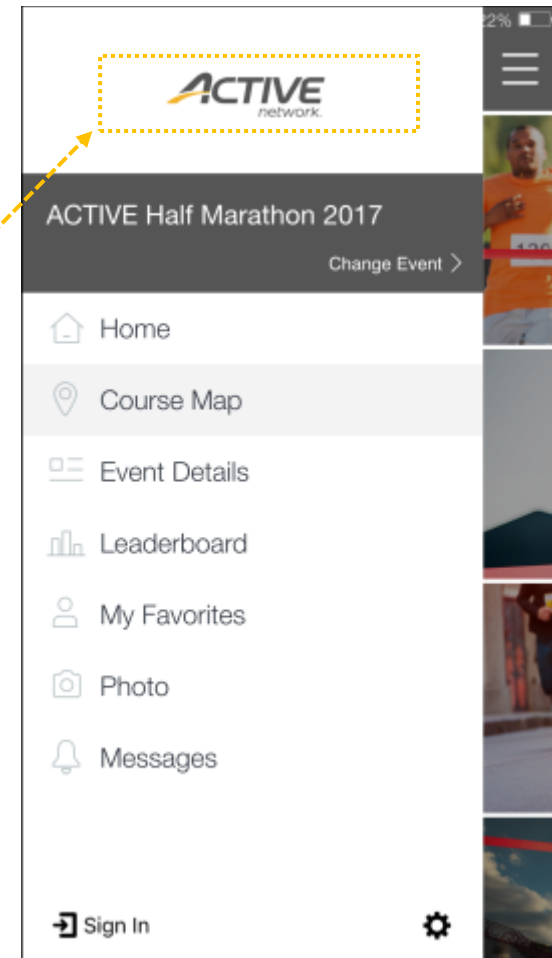 22%
ACTIVE
network.
ACTIVE Half Marathon 2017
Change Event >
Home
Course Map
Event Details
Leaderboard
My Favorites
Photo
Messages
Sign In